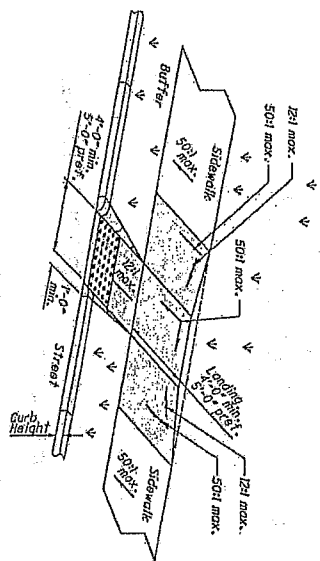 12:1 max.
50:1 max.
Sidewalk
50:1
max.
50:1 max.
Buffer
4'-0" min.
5'-0" pref.
12:1
max.
1'-0"
min.
Landing
4'-0" min.
5'-0" pref.
Street
Curb
Height
Sidewalk
50:1
max.
12:1 max.
50:1 max.